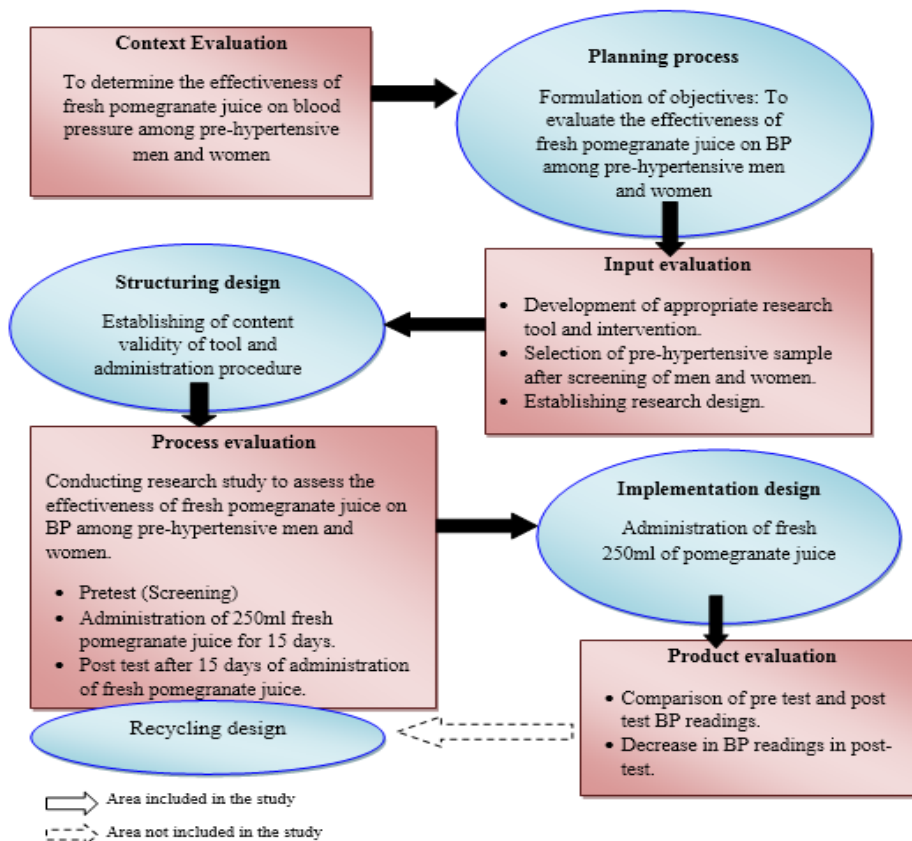 Context Evaluation
To determine the effectiveness of
fresh pomegranate juice on blood
pressure among pre-hypertensive
men and women
Planning process
Formulation of objectives: To
evaluate the effectiveness of
fresh pomegranate juice on BP
among pre-hypertensive men
and women
Input evaluation
• Development of appropriate research
tool and intervention.
• Selection of pre-hypertensive sample
after screening of men and women.
• Establishing research design.
Structuring design
Establishing of content
validity of tool and
administration procedure
Process evaluation
Conducting research study to assess the
effectiveness of fresh pomegranate juice on
BP among pre-hypertensive men and
women.
• Pretest (Screening)
• Administration of 250ml fresh
pomegranate juice for 15 days.
• Post test after 15 days of administration
of fresh pomegranate juice.
Implementation design
Administration of fresh
250ml of pomegranate juice
Product evaluation
• Comparison of pre test and post
test BP readings.
• Decrease in BP readings in post-
test.
Recycling design
Area included in the study
Area not included in the study